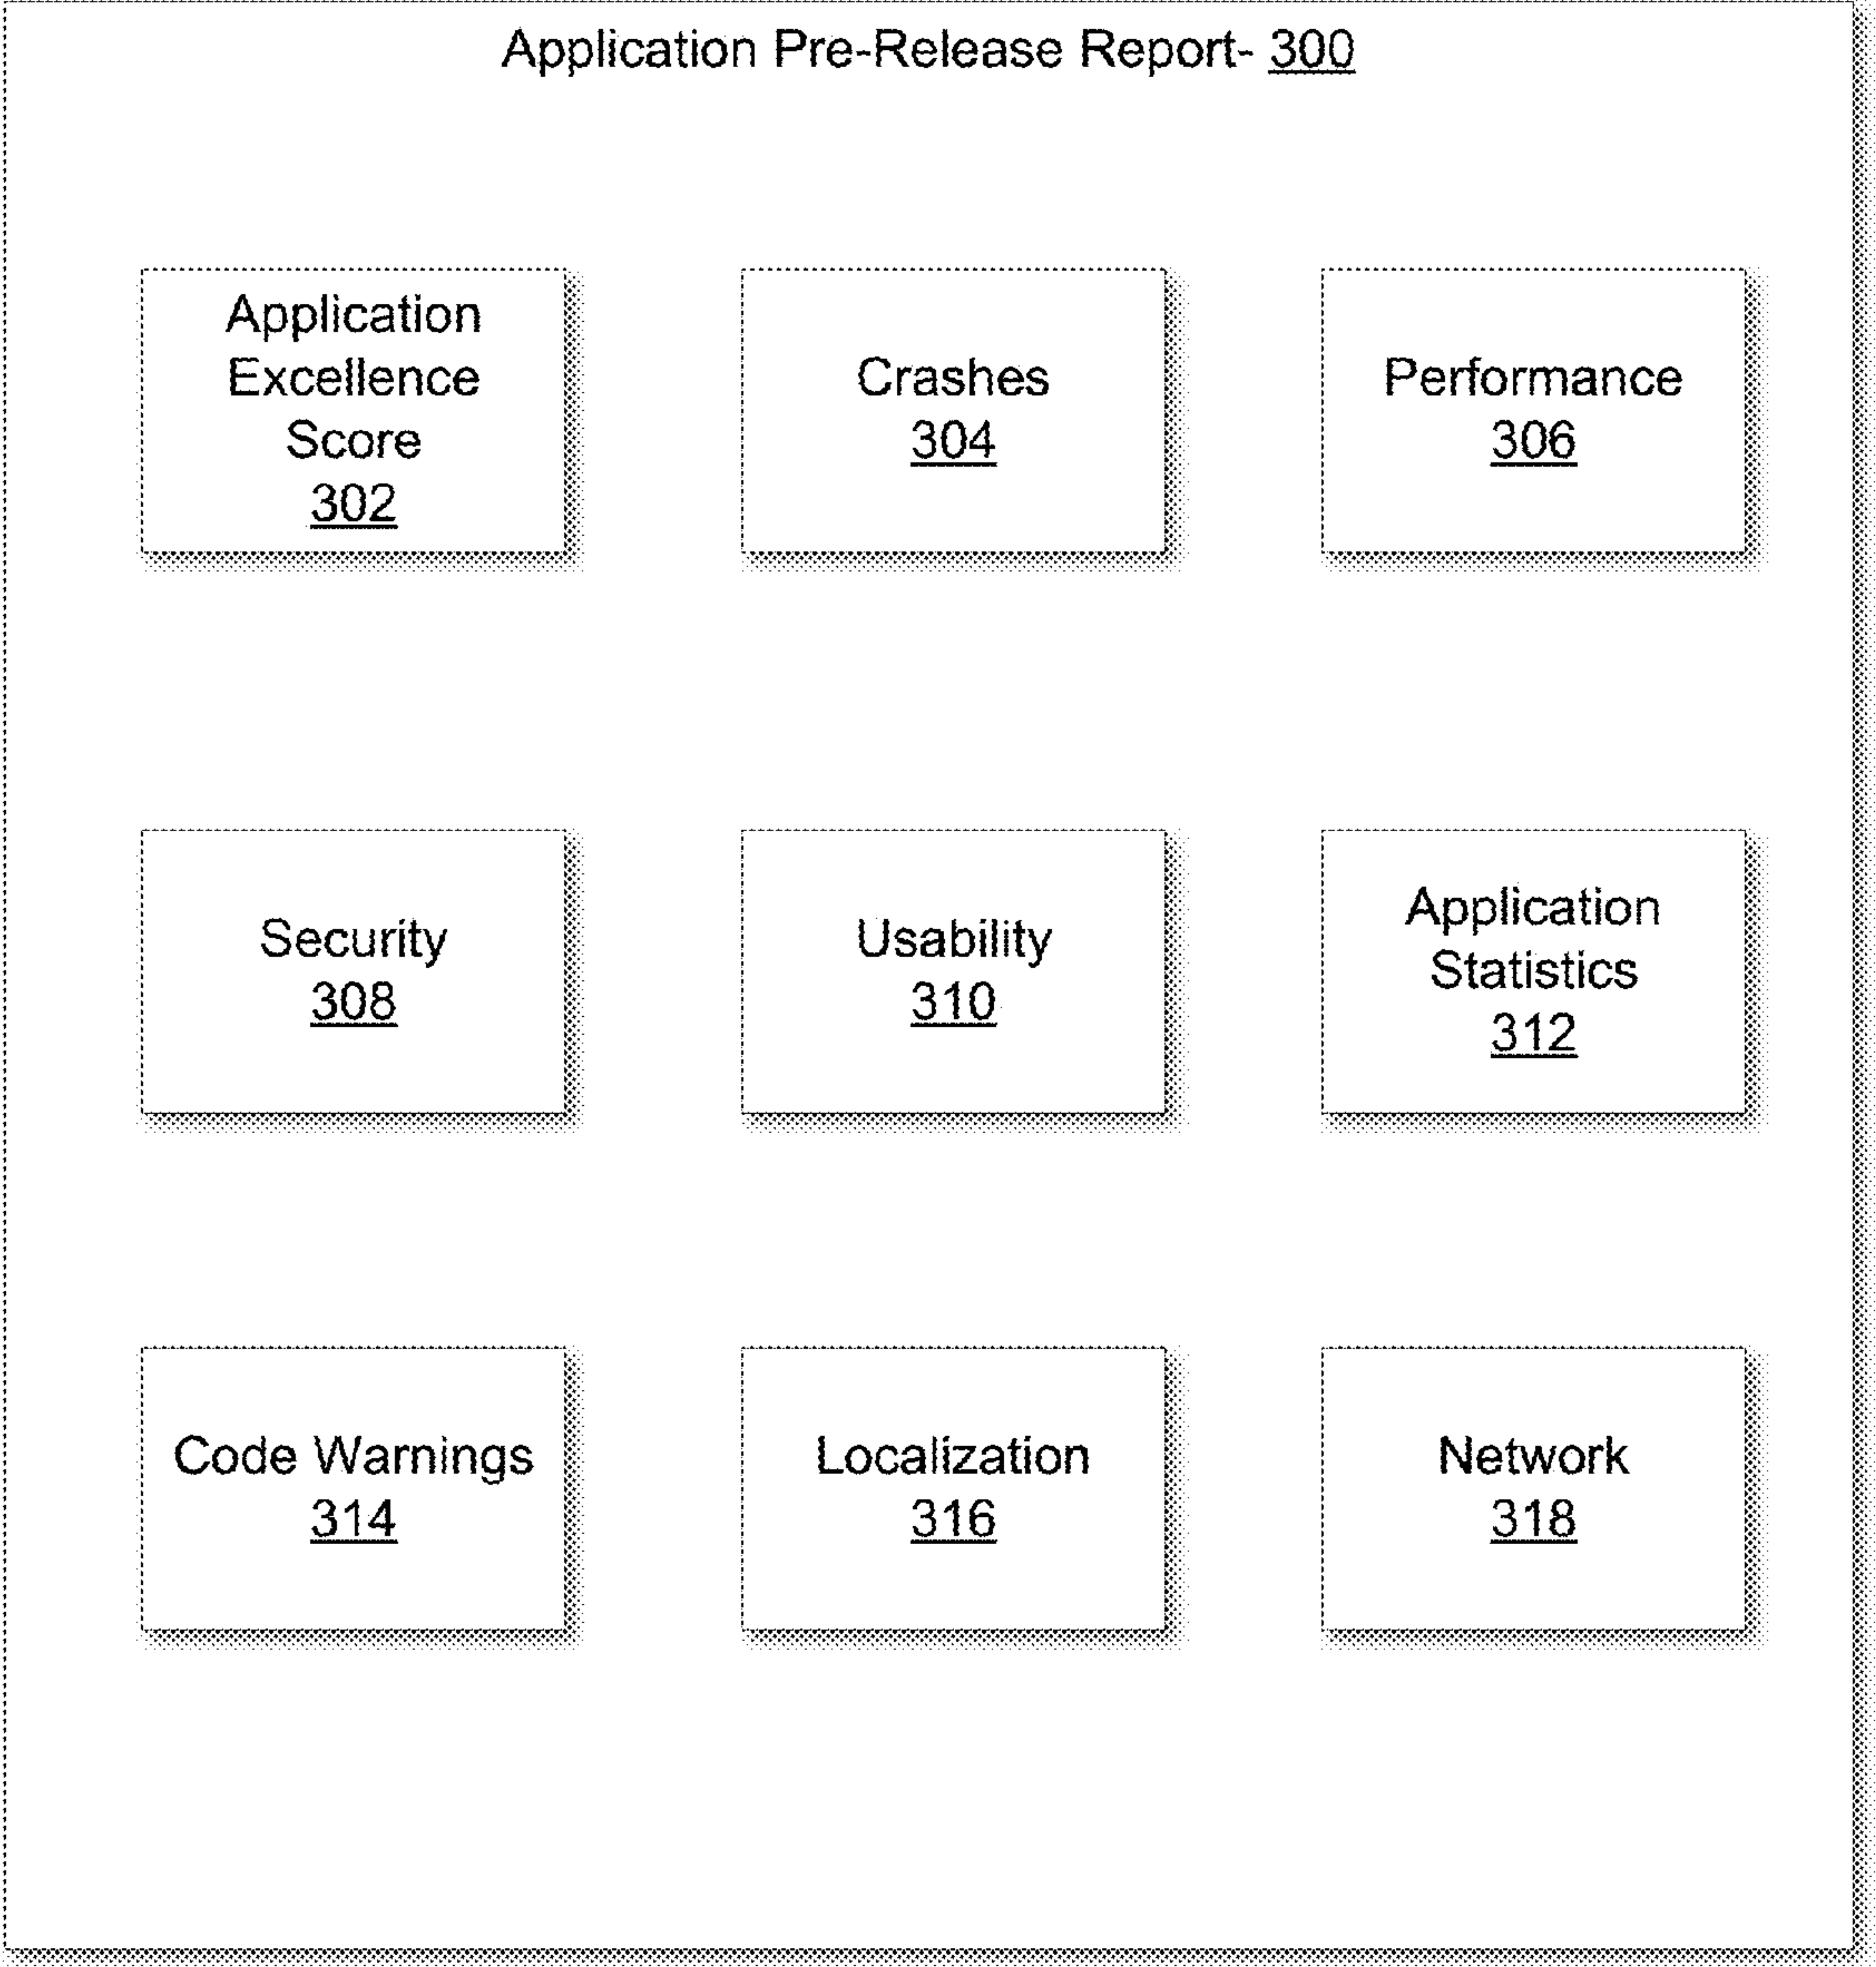 Application Pre-Release Report- 300
Application
Excellence
Score
302
Crashes
304
Performance
306
Security
308
Usability
310
Application
Statistics
312
Code Warnings
314
Localization
316
Network
318